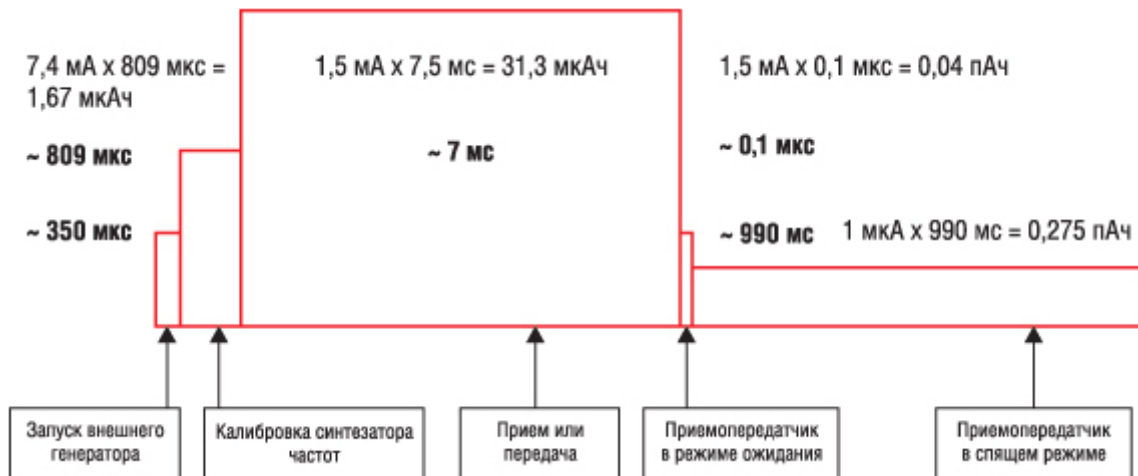 7,4 мА x 809 мкс =
1,67 мкАч
~ 809 мкс
~ 350 мкс
1,5 мА x 7,5 мс = 31,3 мкАч
~ 7 мс
1,5 мА x 0,1 мкс = 0,04 пАч
~ 0,1 мкс
~ 990 мс
1 мкА x 990 мс = 0,275 пАч
Запуск внешнего
генератора
Калибровка синтезатора
частот
Прием или
передача
Приемопередатчик
в режиме ожидания
Приемопередатчик
в спящем режиме